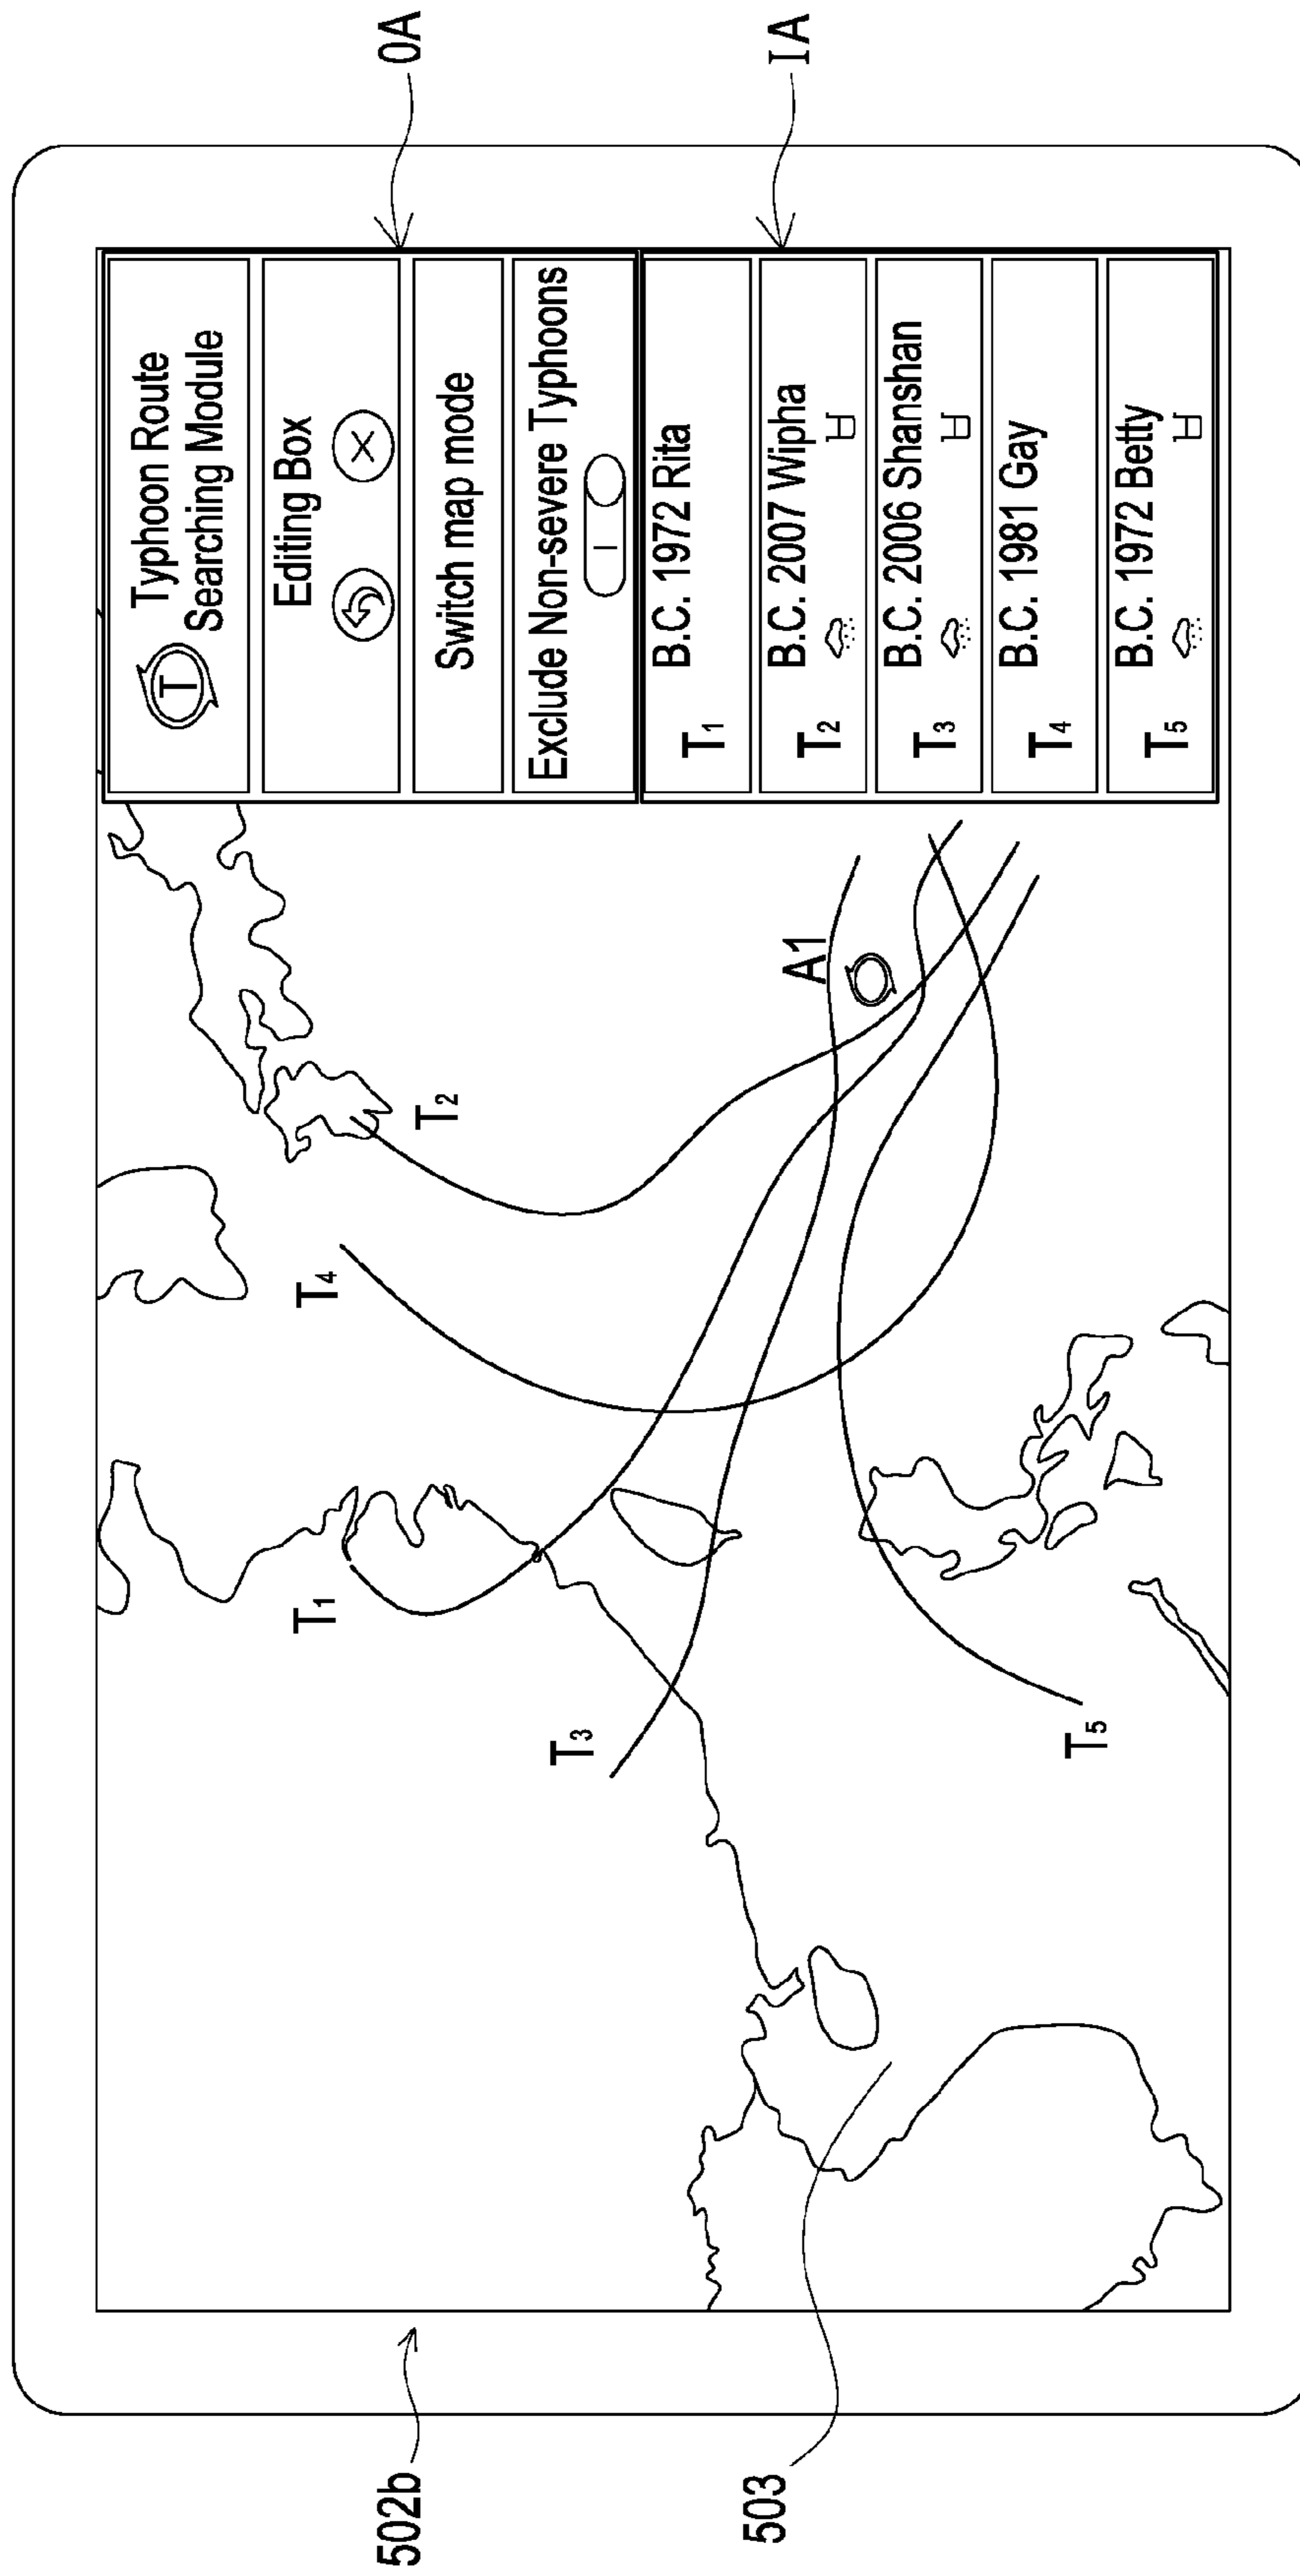 502b
503
T1
T2
T3
T4
T5
A1
T
Typhoon Route
Searching Module
Editing Box
Switch map mode
Exclude Non-severe Typhoons
I
T1 B.C. 1972 Rita
T2 B.C. 2007 Wipha
T3 B.C. 2006 Shanshan
T4 B.C. 1981 Gay
T5 B.C. 1972 Betty
OA
IA